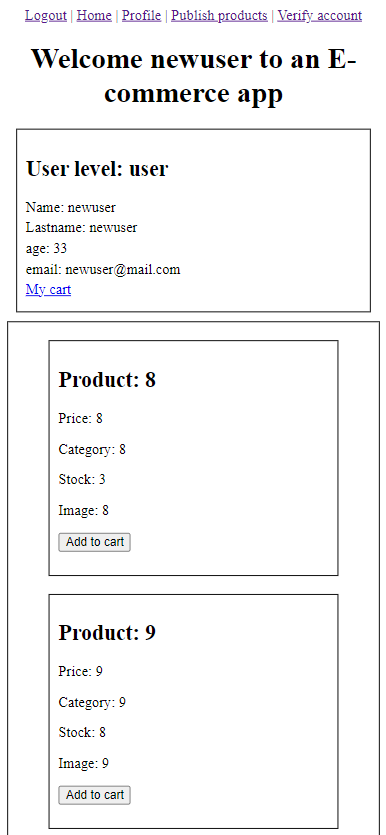 Logout | Home | Profile | Publish products | Verify account
Welcome newuser to an E-
commerce app
User level: user
Name: newuser
Lastname: newuser
age: 33
email: newuser@mail.com
My cart
Product: 8
Price: 8
Category: 8
Stock: 3
Image: 8
Add to cart
Product: 9
Price: 9
Category: 9
Stock: 8
Image: 9
Add to cart